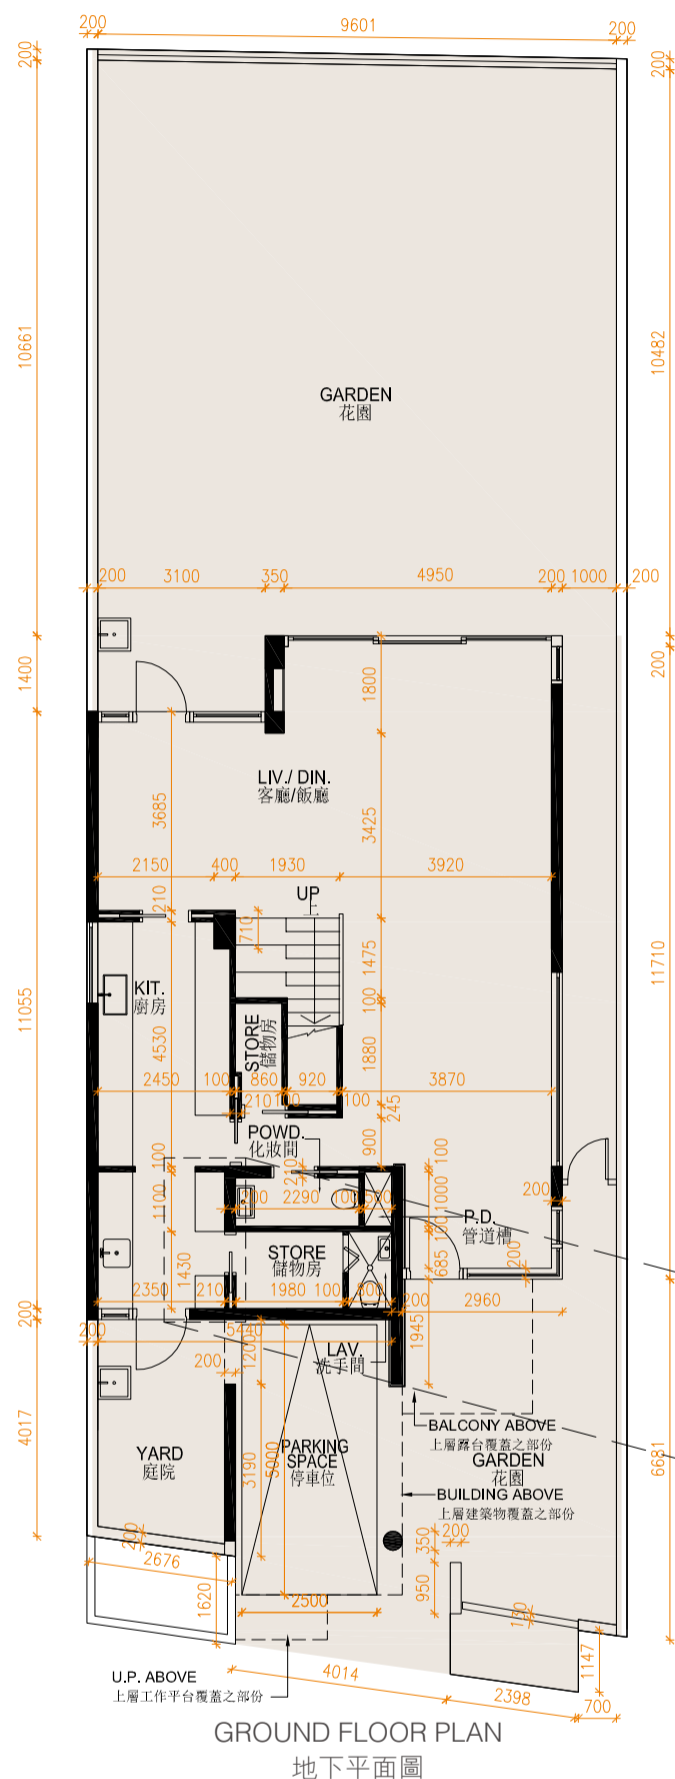 200 9601 200
200
200
10661
10482
GARDEN
花園
200 3100 350 4950 200 1000 200
1400
1800
200
LIV./ DIN.
客廳/飯廳
3685
3425
2150 400 1930 3920
210
UP
上
710
1475
11710
KIT.
廚房
11055
STORE
儲物房
100
4530
1880
2450 100 860 920 3870
210
100
245
POWD.
化妝間
900
100
210
100
1100
2290 100
1000
200
P.D.
管道槽
STORE
儲物房
1430
685
200
2350 210 1980 100 200 2960
200
200 5440
1945
200
LAV.
洗手間
4017
BALCONY ABOVE
上層露台覆蓋之部份
YARD
庭院
3190
5000
PARKING
SPACE
停車位
GARDEN
花園
6681
BUILDING ABOVE
上層建築物覆蓋之部份
200
350
200
2676
950
1620
2500
130
1147
U.P. ABOVE
上層工作平台覆蓋之部份
4014
2398
700
GROUND FLOOR PLAN
地下平面圖